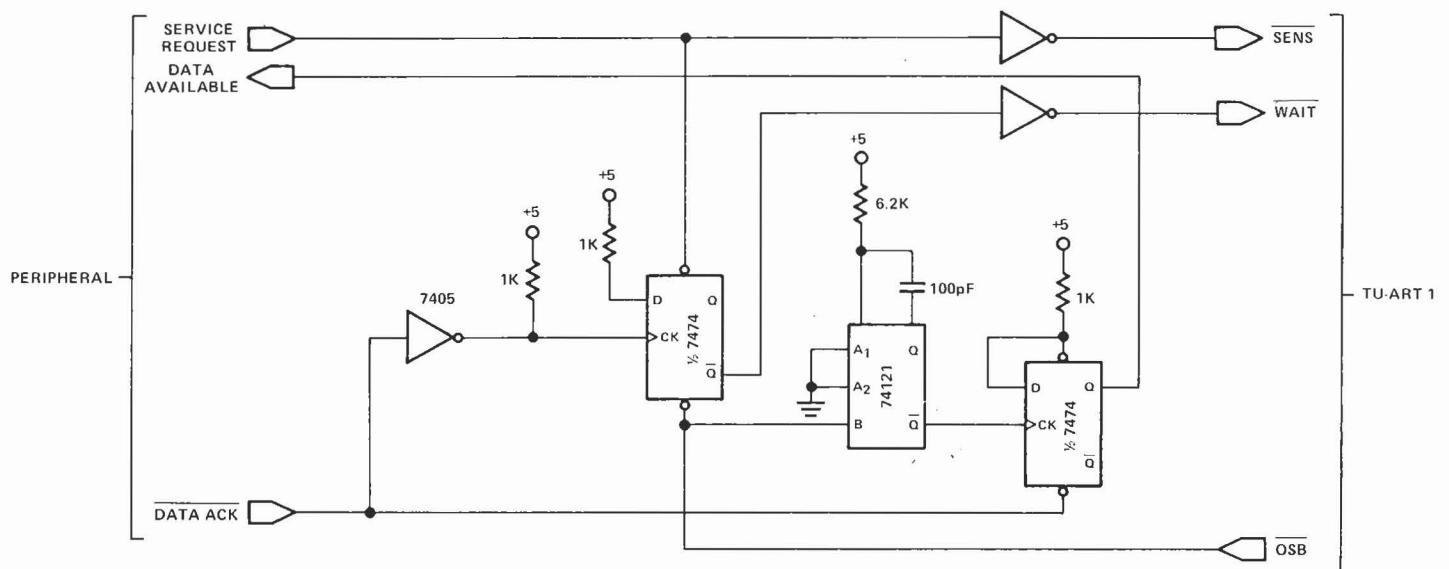 SERVICE
REQUEST
DATA
AVAILABLE
SENS
WAIT
+5
6.2K
100pF
+5
1K
+5
1K
+5
1K
PERIPHERAL
7405
D
Q
CK
Q
½ 7474
A1
A2
B
Q
Q
74121
D
Q
CK
Q
½ 7474
TU-ART 1
DATA ACK
OSB